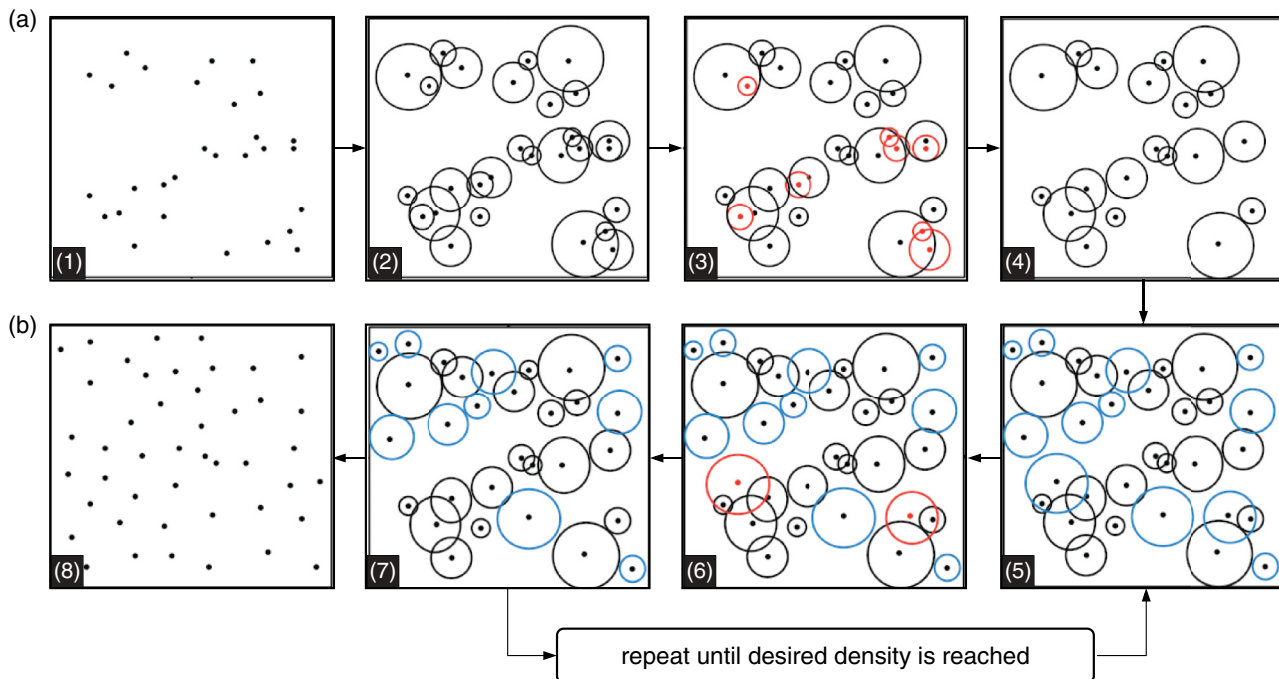 (a)
(1)
(2)
(3)
(4)
(b)
(8)
(7)
(6)
(5)
repeat until desired density is reached